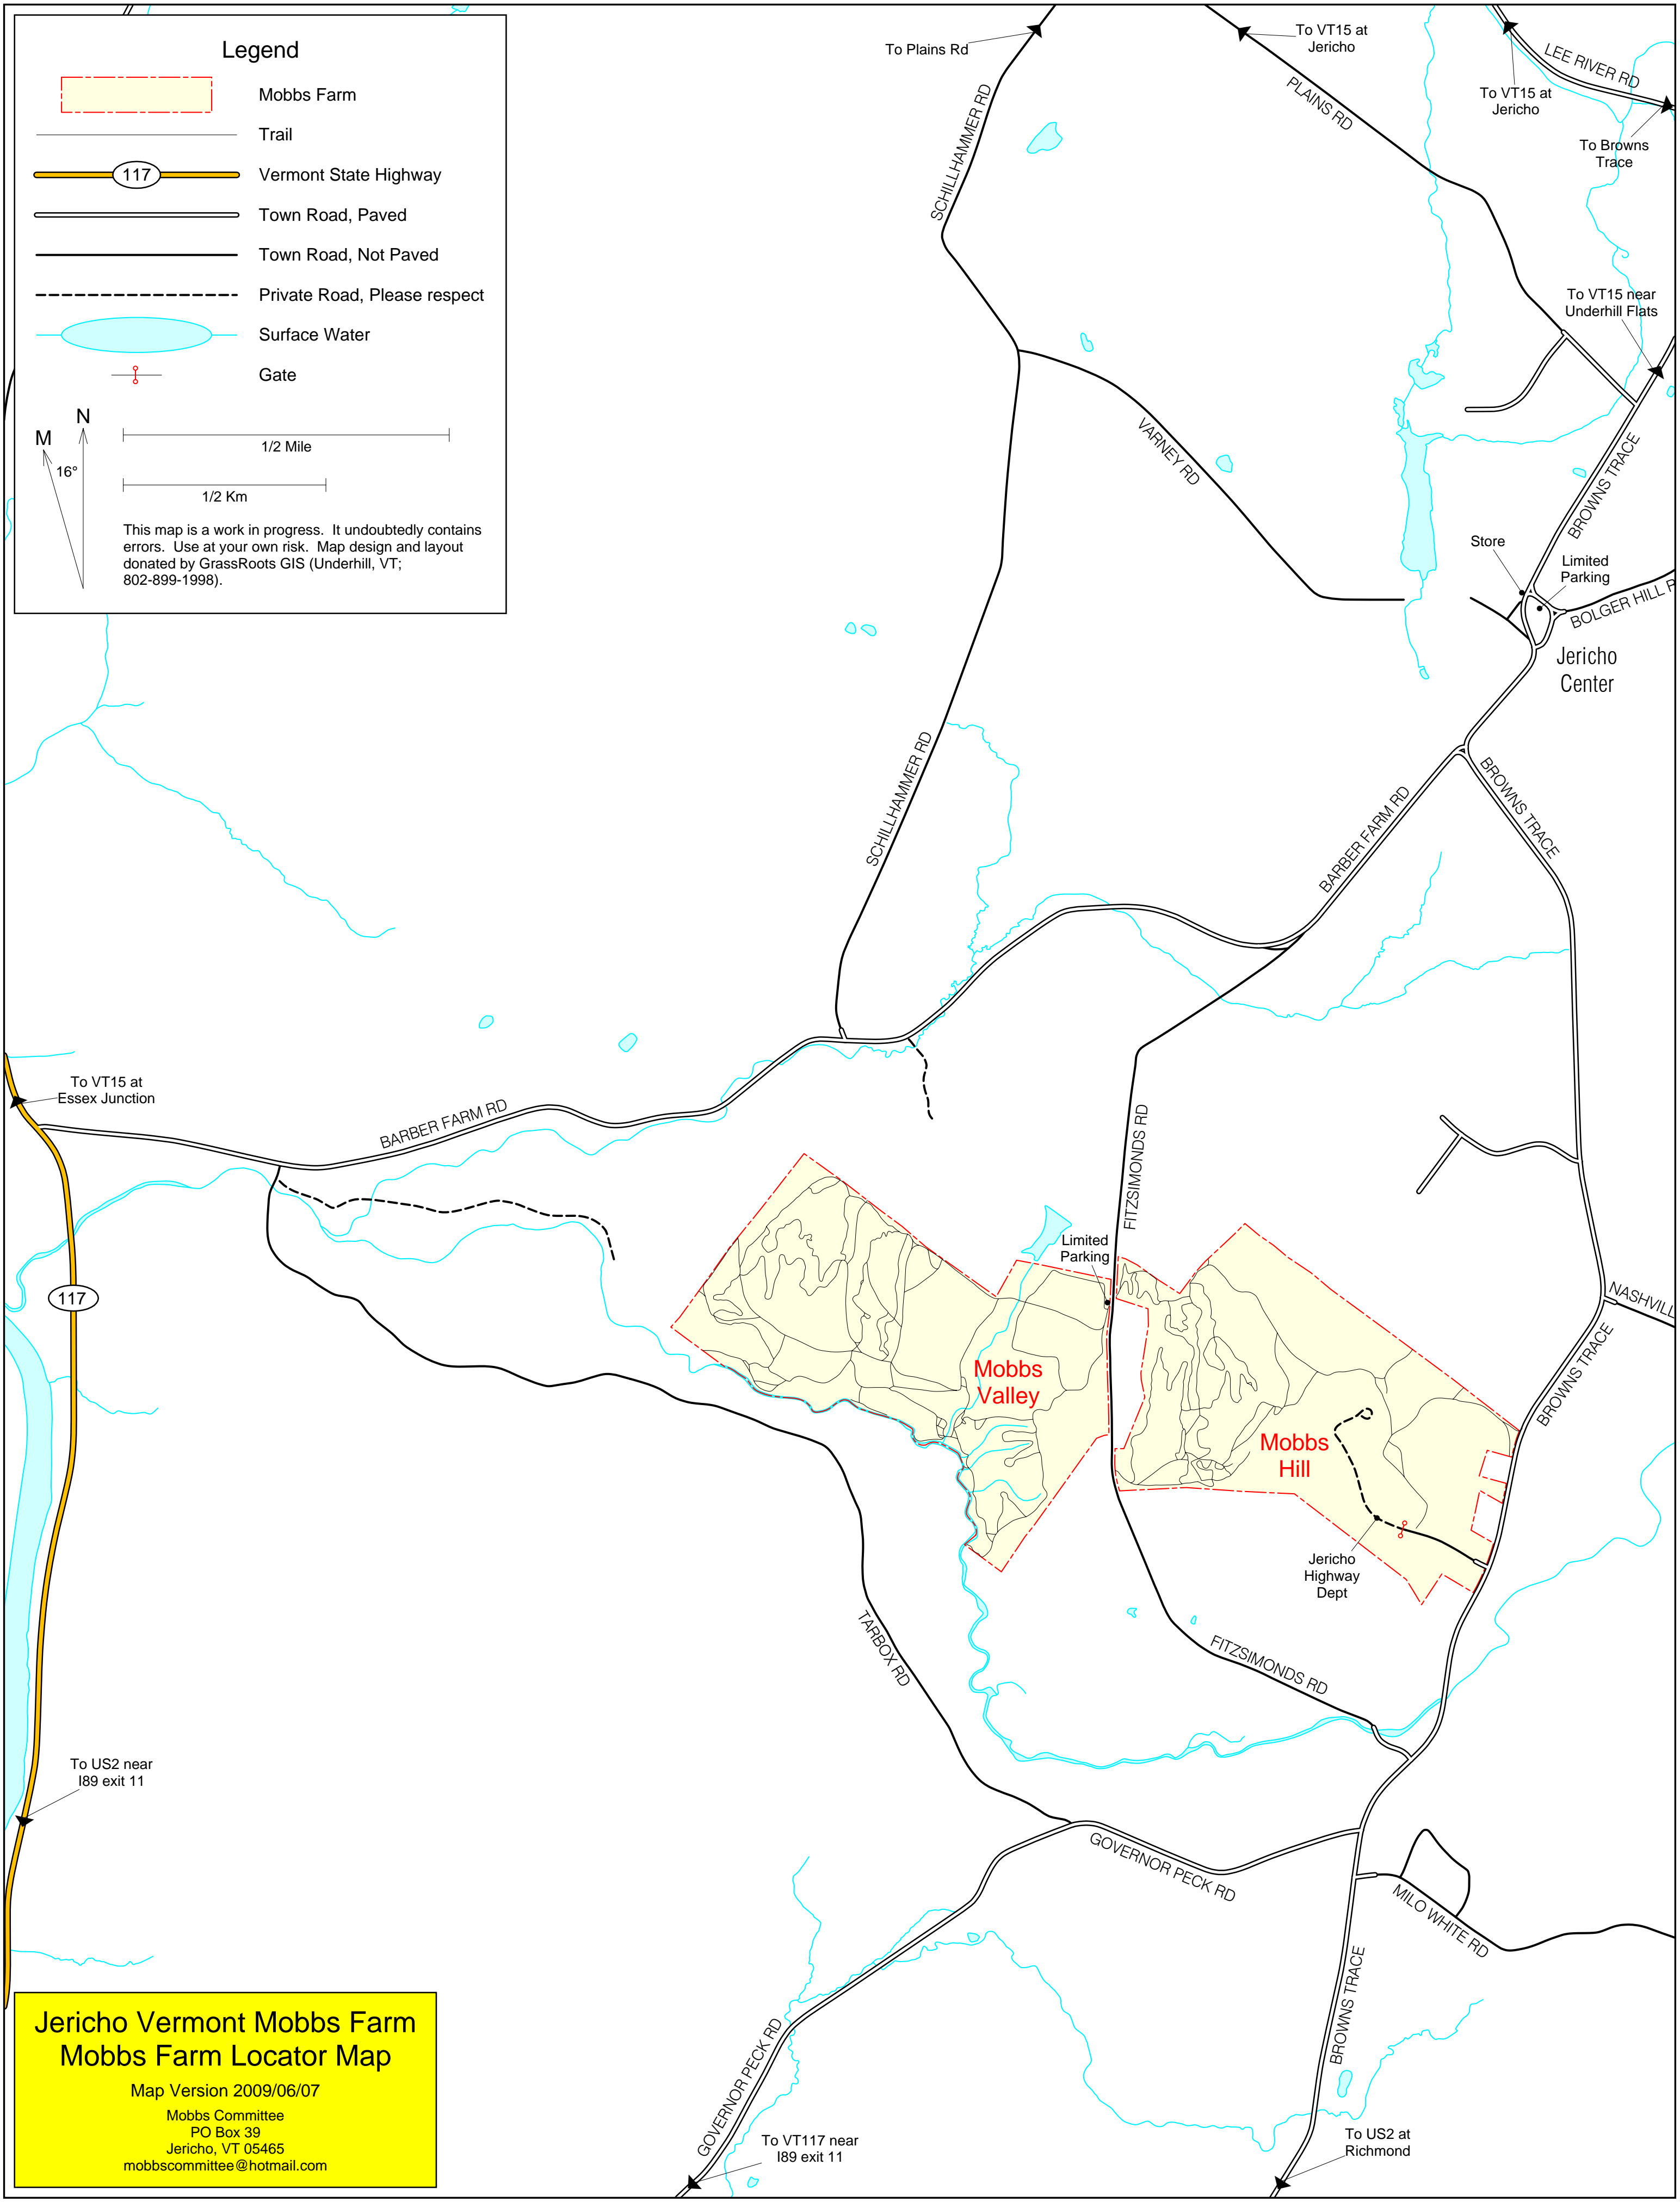 Legend
Mobbs Farm
Trail
117
Vermont State Highway
Town Road, Paved
Town Road, Not Paved
Private Road, Please respect
Surface Water
Gate
N
M
16°
1/2 Mile
1/2 Km
This map is a work in progress. It undoubtedly contains
errors. Use at your own risk. Map design and layout
donated by GrassRoots GIS (Underhill, VT;
802-899-1998).
To Plains Rd
To VT15 at
Jericho
LEE RIVER RD
To VT15 at
Jericho
To Browns
Trace
PLAINS RD
SCHILLHAMMER RD
To VT15 near
Underhill Flats
VARNEY RD
BROWNS TRACE
Store
Limited
Parking
BOLGER HILL R
Jericho
Center
SCHILLHAMMER RD
BARBER FARM RD
BROWNS TRACE
To VT15 at
Essex Junction
BARBER FARM RD
FITZSIMONDS RD
Limited
Parking
117
NASHVILL
BROWNS TRACE
Mobbs
Valley
Mobbs
Hill
Jericho
Highway
Dept
TARBOX RD
FITZSIMONDS RD
To US2 near
I89 exit 11
GOVERNOR PECK RD
MILO WHITE RD
BROWNS TRACE
GOVERNOR PECK RD
To VT117 near
I89 exit 11
To US2 at
Richmond
Jericho Vermont Mobbs Farm
Mobbs Farm Locator Map
Map Version 2009/06/07
Mobbs Committee
PO Box 39
Jericho, VT 05465
mobbscommittee@hotmail.com